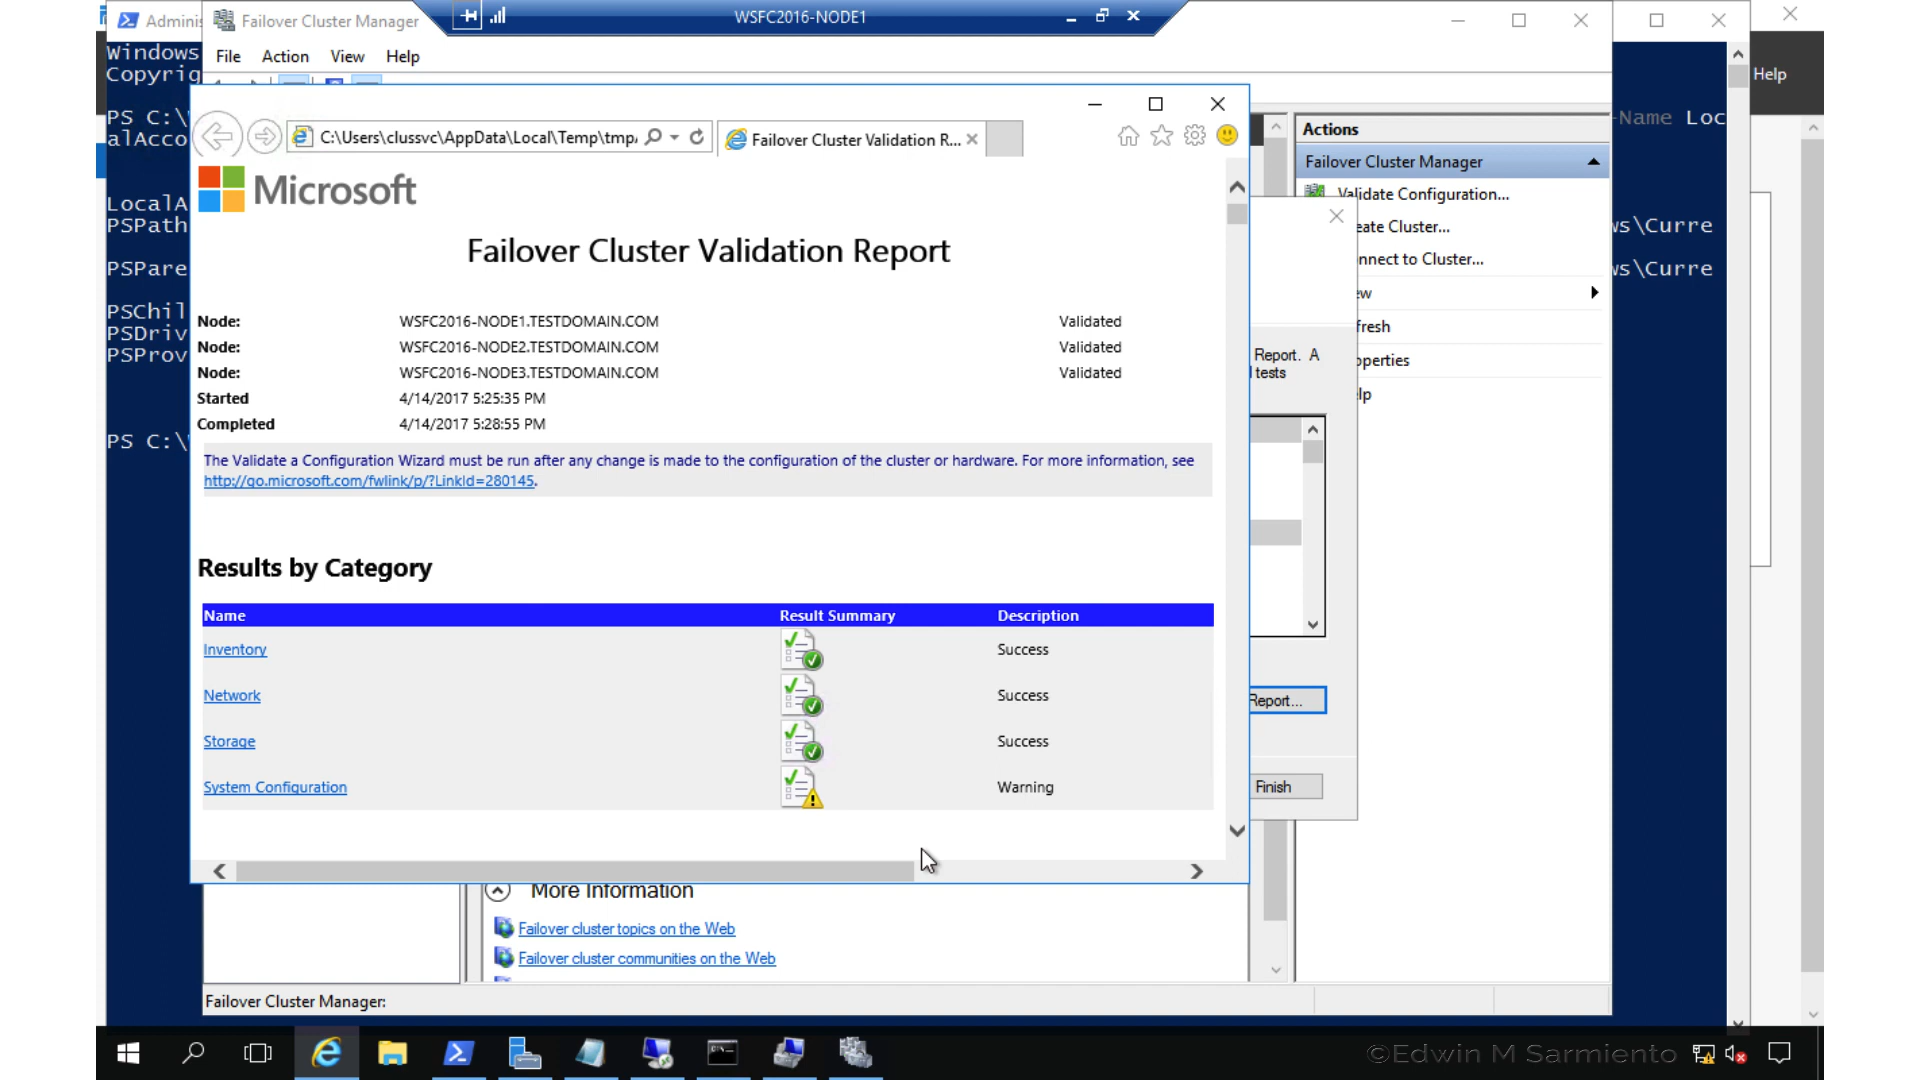 Adminis
Failover Cluster Manager
WSFC2016-NODE1
File Action View Help
Windows
Copyrig
Help
PS C:\
-Name Loc
alAcco
C:\Users\clussvc\AppData\Local\Temp\tmp
Failover Cluster Validation R...
Microsoft
Failover Cluster Validation Report
Node: WSFC2016-NODE1.TESTDOMAIN.COM Validated
Node: WSFC2016-NODE2.TESTDOMAIN.COM Validated
Node: WSFC2016-NODE3.TESTDOMAIN.COM Validated
Started 4/14/2017 5:25:35 PM
Completed 4/14/2017 5:28:55 PM
The Validate a Configuration Wizard must be run after any change is made to the configuration of the cluster or hardware. For more information, see
http://go.microsoft.com/fwlink/p/?LinkId=280145.
Results by Category
Name Result Summary Description
Inventory Success
Network Success
Storage Success
System Configuration Warning
LocalA
PSPath
PSPare
PSChil
PSDriv
PSProv
PS C:\
Actions
Failover Cluster Manager
Validate Configuration...
eate Cluster...
nnect to Cluster...
ew
fresh
operties
lp
ws\Curre
ws\Curre
Report. A
tests
Report...
Finish
More Information
Failover cluster topics on the Web
Failover cluster communities on the Web
Failover Cluster Manager:
©Edwin M Sarmiento